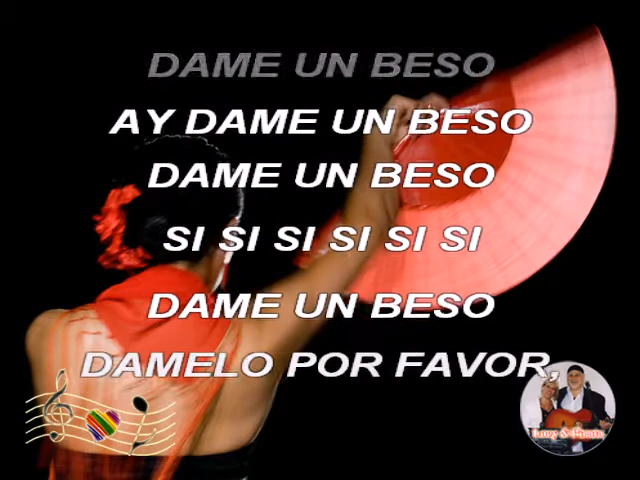 DAME UN BESO
AY DAME UN BESO
DAME UN BESO
SI SI SI SI SI SI
DAME UN BESO
DAMELO POR FAVOR,